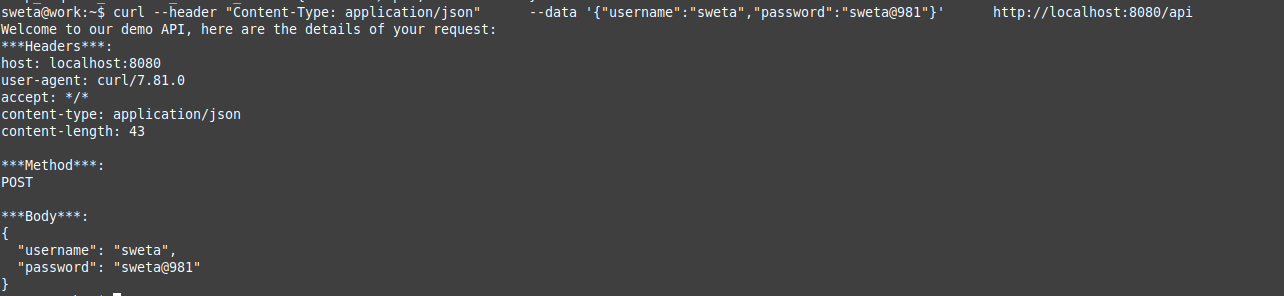 sweta@work:~$ curl --header "Content-Type: application/json"      --data '{"username":"sweta","password":"sweta@981"}'      http://localhost:8080/api
Welcome to our demo API, here are the details of your request:
***Headers***:
host: localhost:8080
user-agent: curl/7.81.0
accept: */*
content-type: application/json
content-length: 43

***Method***:
POST

***Body***:
{
  "username": "sweta",
  "password": "sweta@981"
}